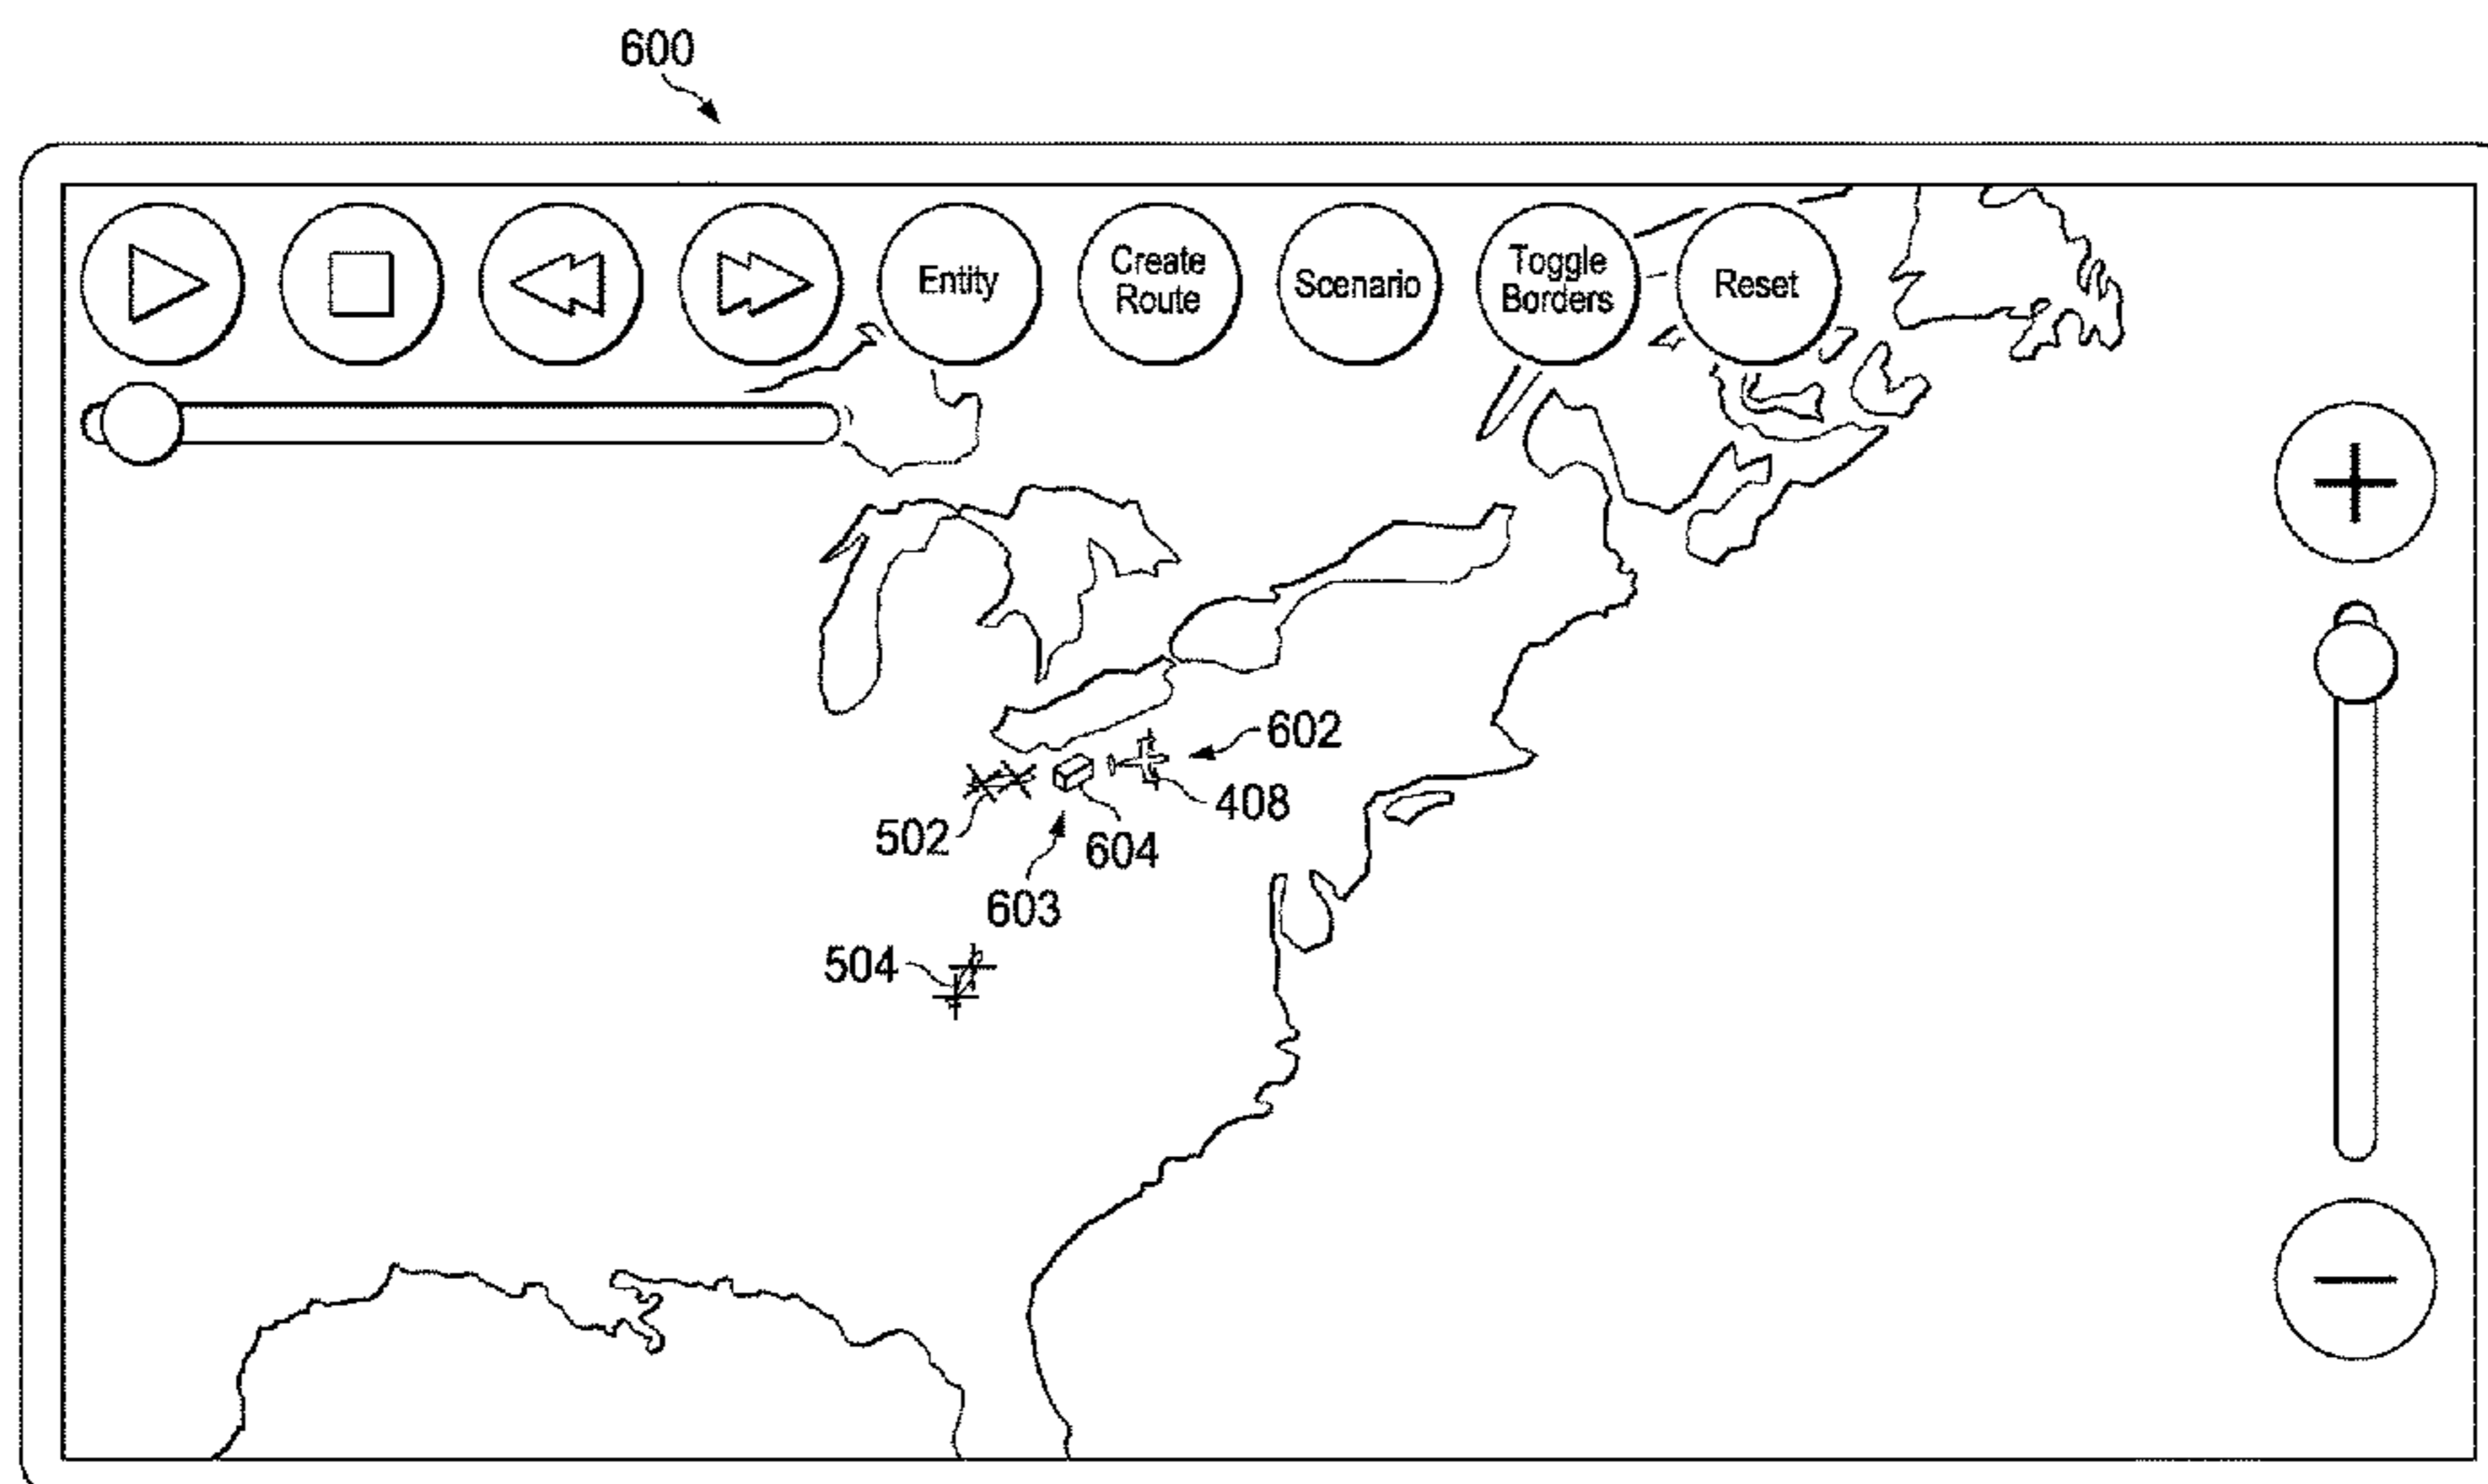 600
Entity
Create
Route
Scenario
Toggle
Borders
Reset
602
408
502
604
603
504